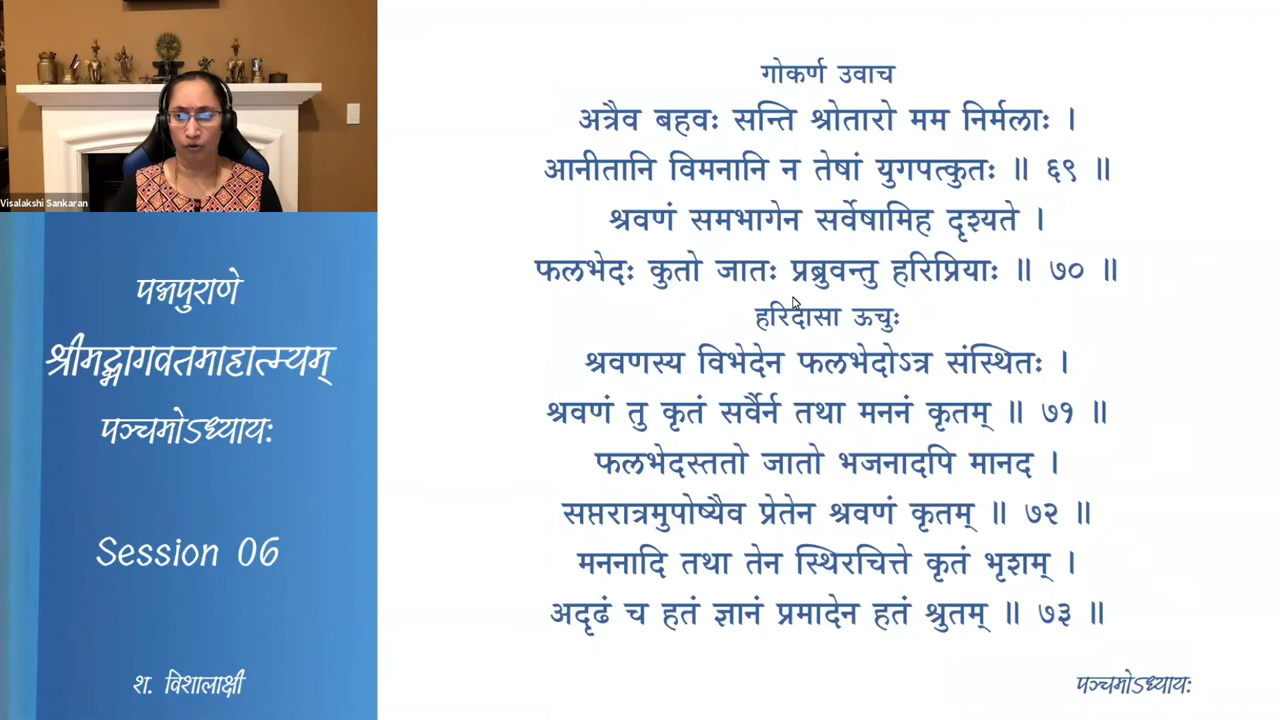 Visalakshi Sankaran
पद्मपुराणे
श्रीमद्भागवतमाहात्म्यम्
पञ्चमोऽध्यायः
Session 06
श. विशालाक्षी
गोकर्ण उवाच
अत्रैव बहवः सन्ति श्रोतारो मम निर्मलाः ।
आनीतानि विमनानि न तेषां युगपत्कुतः ॥ ६९ ॥
श्रवणं समभागेन सर्वेषामिह दृश्यते ।
फलभेदः कुतो जातः प्रब्रुवन्तु हरिप्रियाः ॥ ७० ॥
हरिदासा ऊचुः
श्रवणस्य विभेदेन फलभेदोऽत्र संस्थितः ।
श्रवणं तु कृतं सर्वैर्न तथा मननं कृतम् ॥ ७१ ॥
फलभेदस्ततो जातो भजनादपि मानद ।
सप्तरात्रमुपोष्यैव प्रेतेन श्रवणं कृतम् ॥ ७२ ॥
मननादि तथा तेन स्थिरचित्ते कृतं भृशम् ।
अदृढं च हतं ज्ञानं प्रमादेन हतं श्रुतम् ॥ ७३ ॥
पञ्चमोऽध्यायः